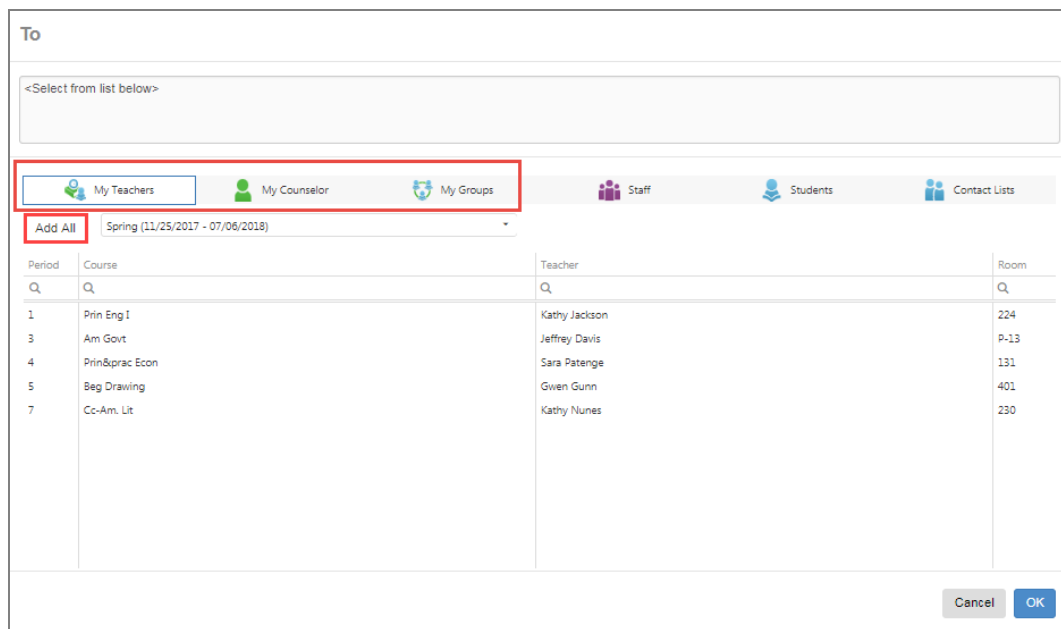 To
<Select from list below>
My Teachers My Counselor My Groups Staff Students Contact Lists
Add All Spring (11/25/2017 - 07/06/2018)
Period Course Teacher Room
1 Prin Eng I Kathy Jackson 224
3 Am Govt Jeffrey Davis P-13
4 Prin&prac Econ Sara Patenge 131
5 Beg Drawing Gwen Gunn 401
7 Cc-Am. Lit Kathy Nunes 230
Cancel OK